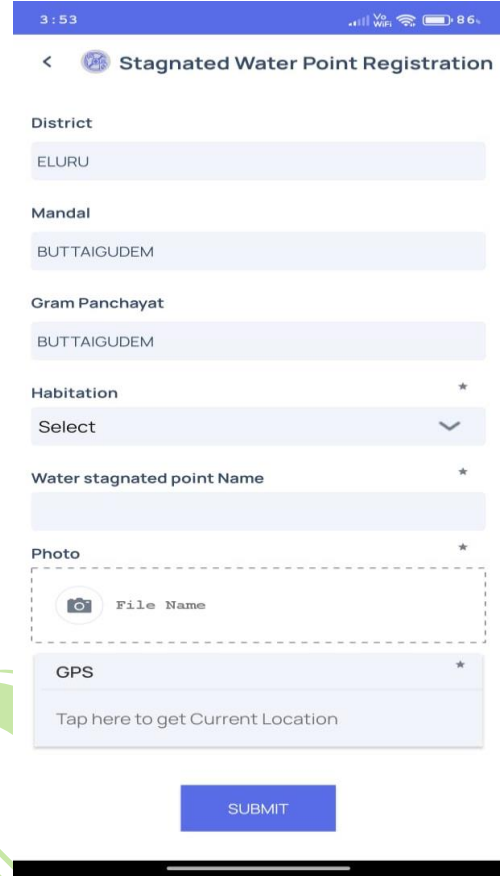 3:53
Vo
WiFi
86%
Stagnated Water Point Registration
District
ELURU
Mandal
BUTTAIGUDEM
Gram Panchayat
BUTTAIGUDEM
Habitation *
Select
Water stagnated point Name *
Photo *
File Name
GPS *
Tap here to get Current Location
SUBMIT